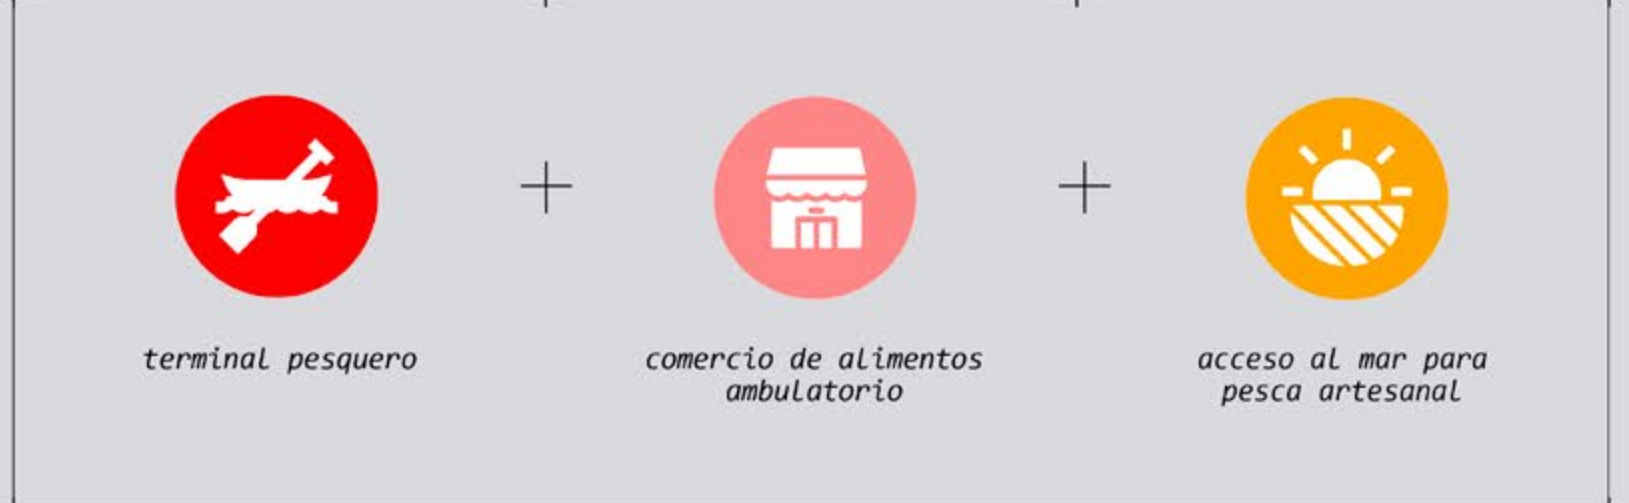 terminal pesquero
comercio de alimentos
ambulatorio
acceso al mar para
pesca artesanal